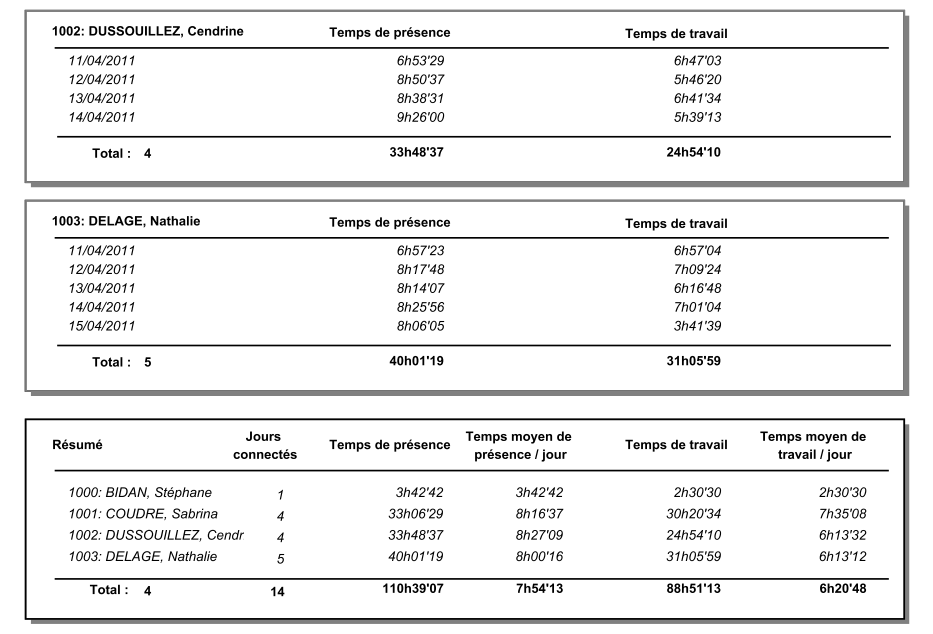 1002: DUSSOUILLEZ, Cendrine Temps de présence Temps de travail
11/04/2011 6h53'29 6h47'03
12/04/2011 8h50'37 5h46'20
13/04/2011 8h38'31 6h41'34
14/04/2011 9h26'00 5h39'13
Total : 4 33h48'37 24h54'10
1003: DELAGE, Nathalie Temps de présence Temps de travail
11/04/2011 6h57'23 6h57'04
12/04/2011 8h17'48 7h09'24
13/04/2011 8h14'07 6h16'48
14/04/2011 8h25'56 7h01'04
15/04/2011 8h06'05 3h41'39
Total : 5 40h01'19 31h05'59
Résumé Jours connectés Temps de présence Temps moyen de présence / jour Temps de travail Temps moyen de travail / jour
1000: BIDAN, Stéphane 1 3h42'42 3h42'42 2h30'30 2h30'30
1001: COUDRE, Sabrina 4 33h06'29 8h16'37 30h20'34 7h35'08
1002: DUSSOUILLEZ, Cendr 4 33h48'37 8h27'09 24h54'10 6h13'32
1003: DELAGE, Nathalie 5 40h01'19 8h00'16 31h05'59 6h13'12
Total : 4 14 110h39'07 7h54'13 88h51'13 6h20'48